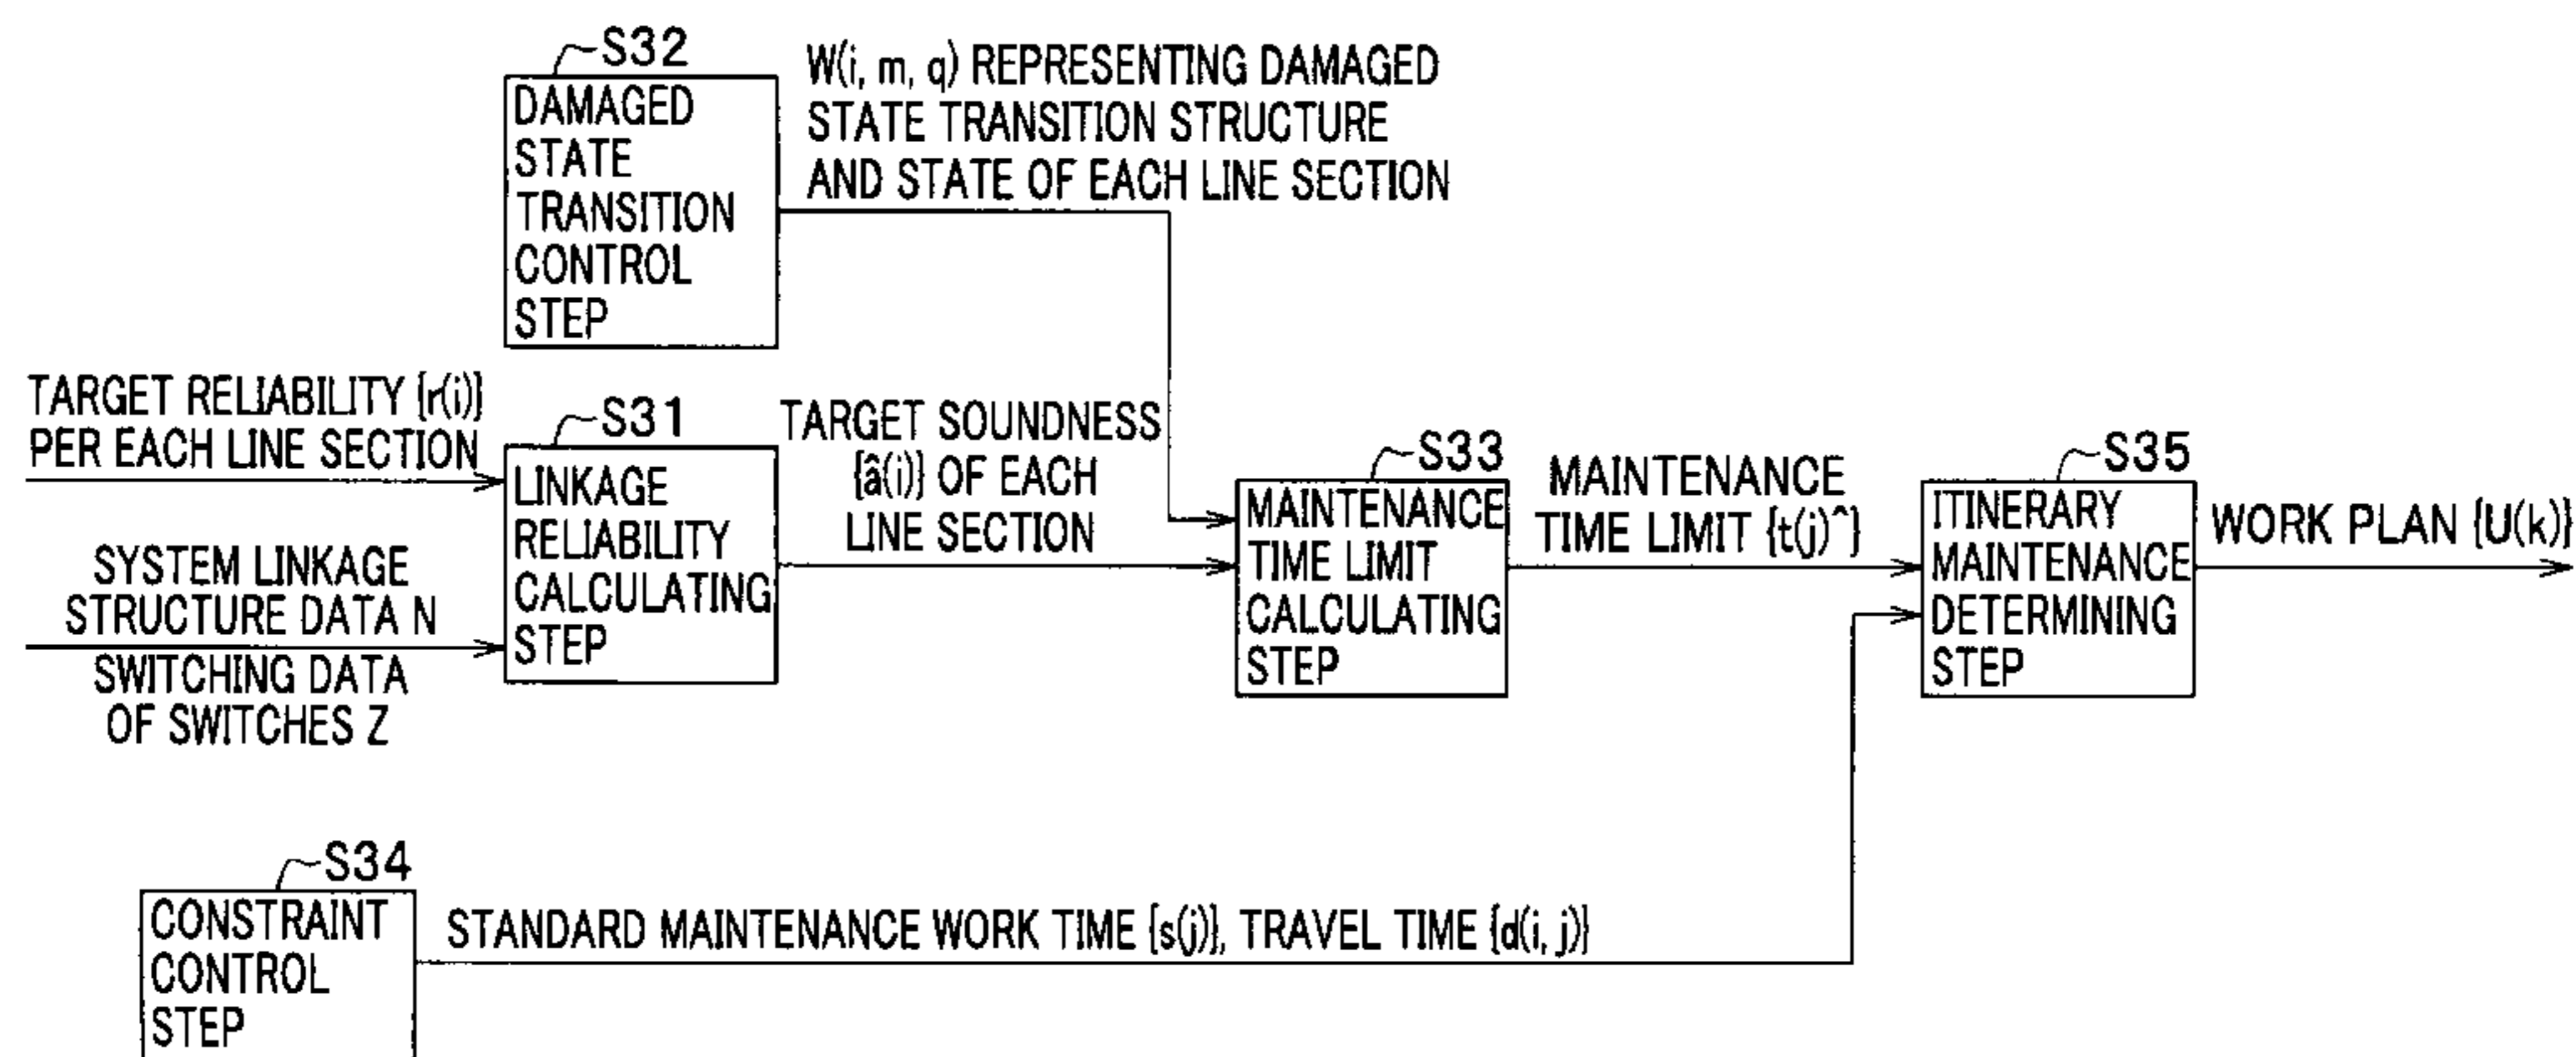 S32
DAMAGED
STATE
TRANSITION
CONTROL
STEP
W(i, m, q) REPRESENTING DAMAGED
STATE TRANSITION STRUCTURE
AND STATE OF EACH LINE SECTION
TARGET RELIABILITY {r(i)}
PER EACH LINE SECTION
SYSTEM LINKAGE
STRUCTURE DATA N
SWITCHING DATA
OF SWITCHES Z
S31
LINKAGE
RELIABILITY
CALCULATING
STEP
TARGET SOUNDNESS
{â(i)} OF EACH
LINE SECTION
S33
MAINTENANCE
TIME LIMIT
CALCULATING
STEP
MAINTENANCE
TIME LIMIT {t(j)^}
S35
ITINERARY
MAINTENANCE
DETERMINING
STEP
WORK PLAN {U(k)}
S34
CONSTRAINT
CONTROL
STEP
STANDARD MAINTENANCE WORK TIME {s(j)}, TRAVEL TIME {d(i, j)}